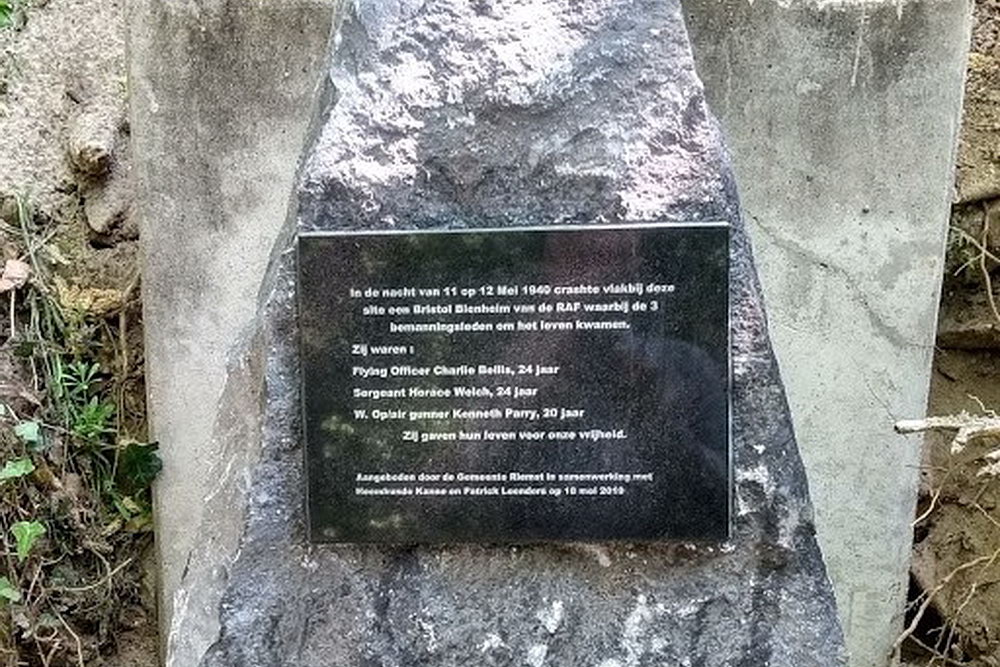 In de nacht van 11 op 12 Mei 1940 crashte vlakbij deze
site een Bristol Blenheim van de RAF waarbij de 3
bemanningsleden om het leven kwamen.
Zij waren :
Flying Officer Charlie Bellis, 24 jaar
Sergeant Horace Welch, 24 jaar
W. Op/air gunner Kenneth Parry, 20 jaar
Zij gaven hun leven voor onze vrijheid.
Aangeboden door de Gemeente Riemst in samenwerking met
Heemkunde Kanne en Patrick Leenders op 18 mei 2019